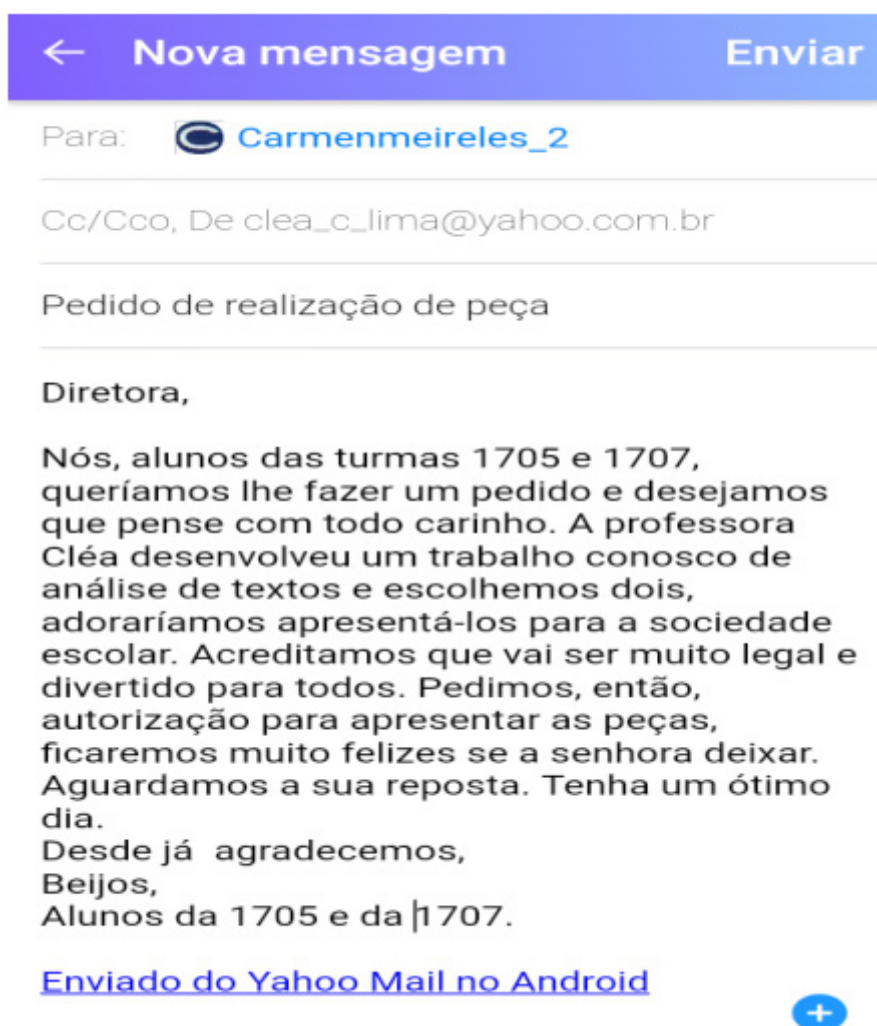 ← Nova mensagem Enviar
Para: Carmenmeireles_2
Cc/Cco, De clea_c_lima@yahoo.com.br
Pedido de realização de peça
Diretora,
Nós, alunos das turmas 1705 e 1707,
queríamos lhe fazer um pedido e desejamos
que pense com todo carinho. A professora
Cléa desenvolveu um trabalho conosco de
análise de textos e escolhemos dois,
adoraríamos apresentá-los para a sociedade
escolar. Acreditamos que vai ser muito legal e
divertido para todos. Pedimos, então,
autorização para apresentar as peças,
ficaremos muito felizes se a senhora deixar.
Aguardamos a sua reposta. Tenha um ótimo
dia.
Desde já agradecemos,
Beijos,
Alunos da 1705 e da 1707.
Enviado do Yahoo Mail no Android